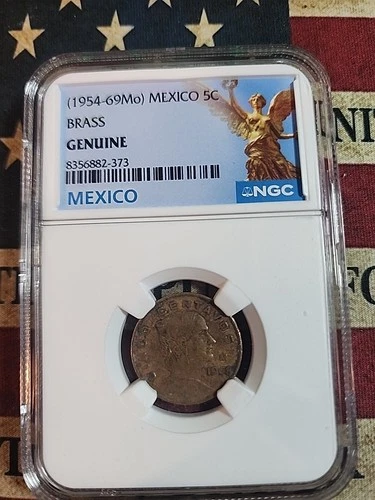 (1954-69Mo) MEXICO 5C
BRASS
GENUINE
8356882-373
MEXICO
NGC